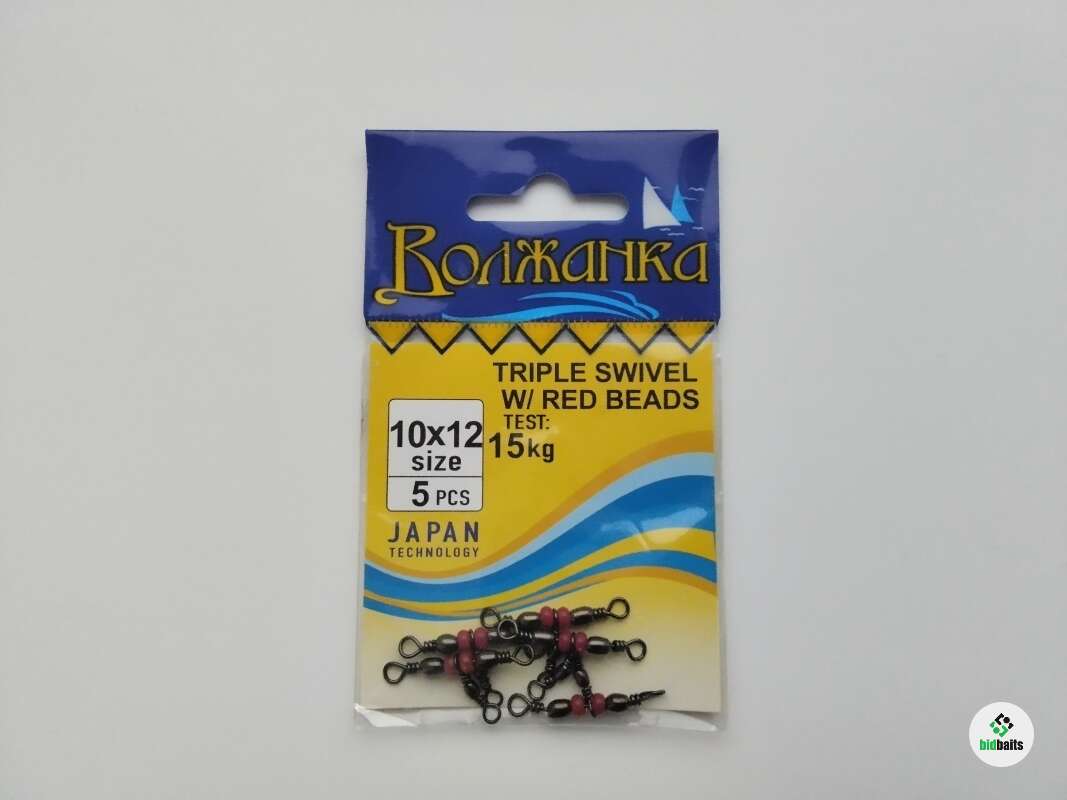 Волжанка
TRIPLE SWIVEL
W/ RED BEADS
TEST:
15kg
10x12
size
5 PCS
JAPAN
TECHNOLOGY
bidbaits